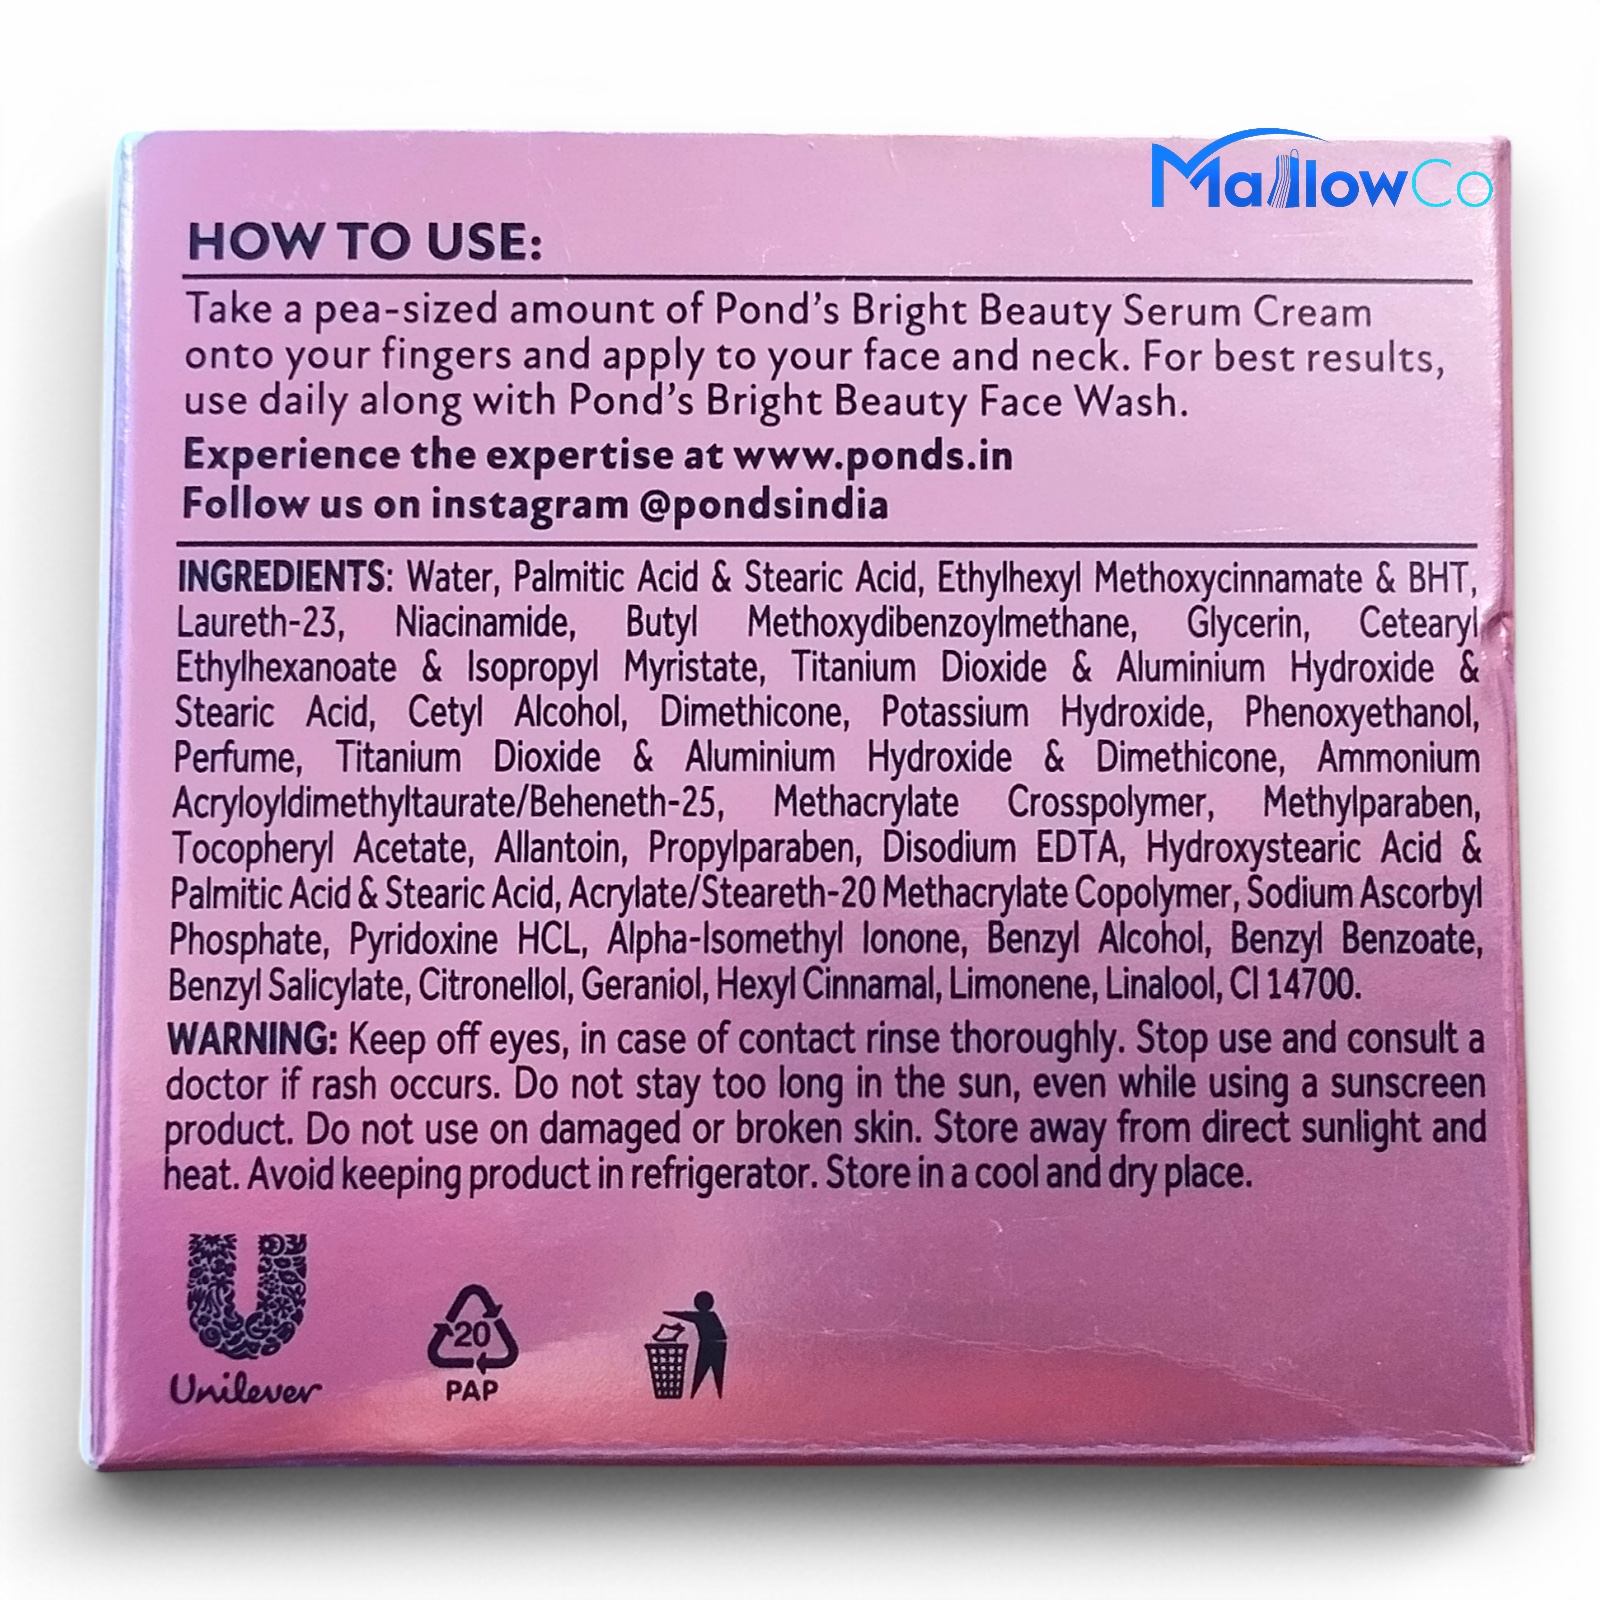 MallowCo
HOW TO USE:
Take a pea-sized amount of Pond's Bright Beauty Serum Cream
onto your fingers and apply to your face and neck. For best results,
use daily along with Pond's Bright Beauty Face Wash.
Experience the expertise at www.ponds.in
Follow us on instagram @pondsindia
INGREDIENTS: Water, Palmitic Acid & Stearic Acid, Ethylhexyl Methoxycinnamate & BHT,
Laureth-23, Niacinamide, Butyl Methoxydibenzoylmethane, Glycerin, Cetearyl
Ethylhexanoate & Isopropyl Myristate, Titanium Dioxide & Aluminium Hydroxide &
Stearic Acid, Cetyl Alcohol, Dimethicone, Potassium Hydroxide, Phenoxyethanol,
Perfume, Titanium Dioxide & Aluminium Hydroxide & Dimethicone, Ammonium
Acryloyldimethyltaurate/Beheneth-25, Methacrylate Crosspolymer, Methylparaben,
Tocopheryl Acetate, Allantoin, Propylparaben, Disodium EDTA, Hydroxystearic Acid &
Palmitic Acid & Stearic Acid, Acrylate/Steareth-20 Methacrylate Copolymer, Sodium Ascorbyl
Phosphate, Pyridoxine HCL, Alpha-Isomethyl Ionone, Benzyl Alcohol, Benzyl Benzoate,
Benzyl Salicylate, Citronellol, Geraniol, Hexyl Cinnamal, Limonene, Linalool, CI 14700.
WARNING: Keep off eyes, in case of contact rinse thoroughly. Stop use and consult a
doctor if rash occurs. Do not stay too long in the sun, even while using a sunscreen
product. Do not use on damaged or broken skin. Store away from direct sunlight and
heat. Avoid keeping product in refrigerator. Store in a cool and dry place.
Unilever
20
PAP